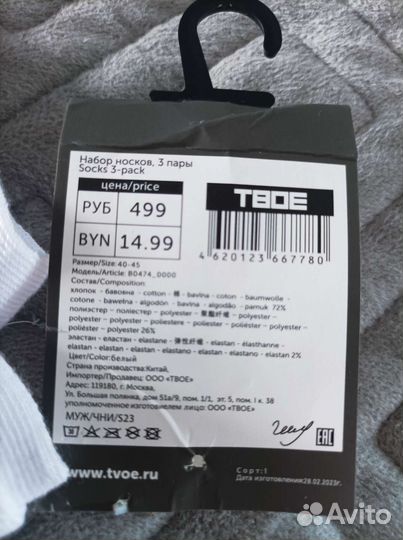 Набор носков, 3 пары
Socks 3-pack
цена/price
РУБ 499
BYN 14.99
ТВОЕ
4 620123 667780
Размер/Size: 40-45
Модель/Article: B0474_0000
Состав/Composition:
хлопок - бавовна - cotton - 棉 - bavlna - coton - baumwolle -
cotone - bawełna - algodón - bavlna - algodão - pamuk 72%
полиэстер - поліестер - polyester - 聚酯纤维 - polyester -
polyester - polyester - poliestere - poliester - poliéster -
poliéster - polyester 26%
эластан - еластан - elastane - 弹性纤维 - elastan - élasthanne -
elastan - elastan - elastano - elastan - elastano - elastan 2%
Цвет/Color: белый
Страна производства: Китай,
Импортер/Продавец: ООО «ТВОЕ»
Адрес: 119180, г. Москва,
Ул. Большая полянка, дом 51а/9, пом. 1/1, эт. 5, пом. I к. 38
уполномоченное изготовителем лицо: ООО «ТВОЕ»
МУЖ/ЧНИ/S23
30
EAC
www.tvoe.ru
Сорт:1
Дата изготовления:28.02.2023г.
Avito